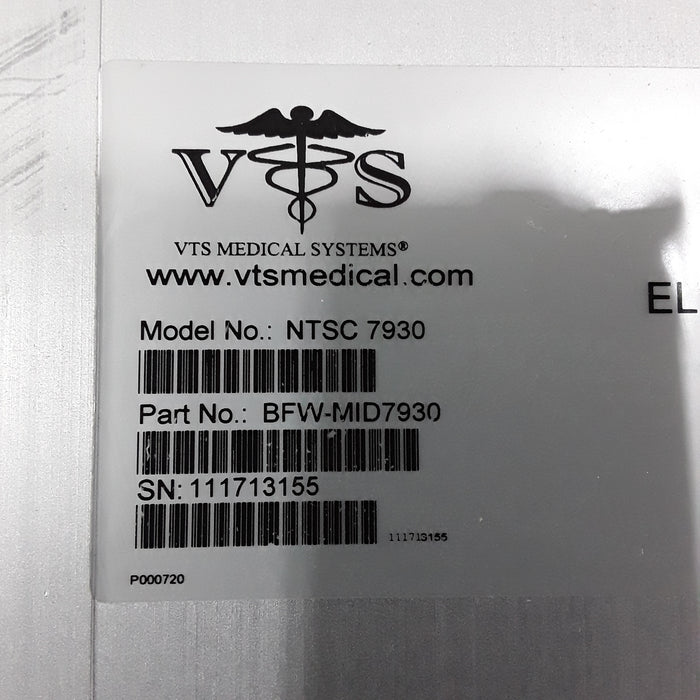 VTS
VTS MEDICAL SYSTEMS®
www.vtsmedical.com
EL
Model No.: NTSC 7930
Part No.: BFW-MID7930
SN: 111713155
111713155
P000720